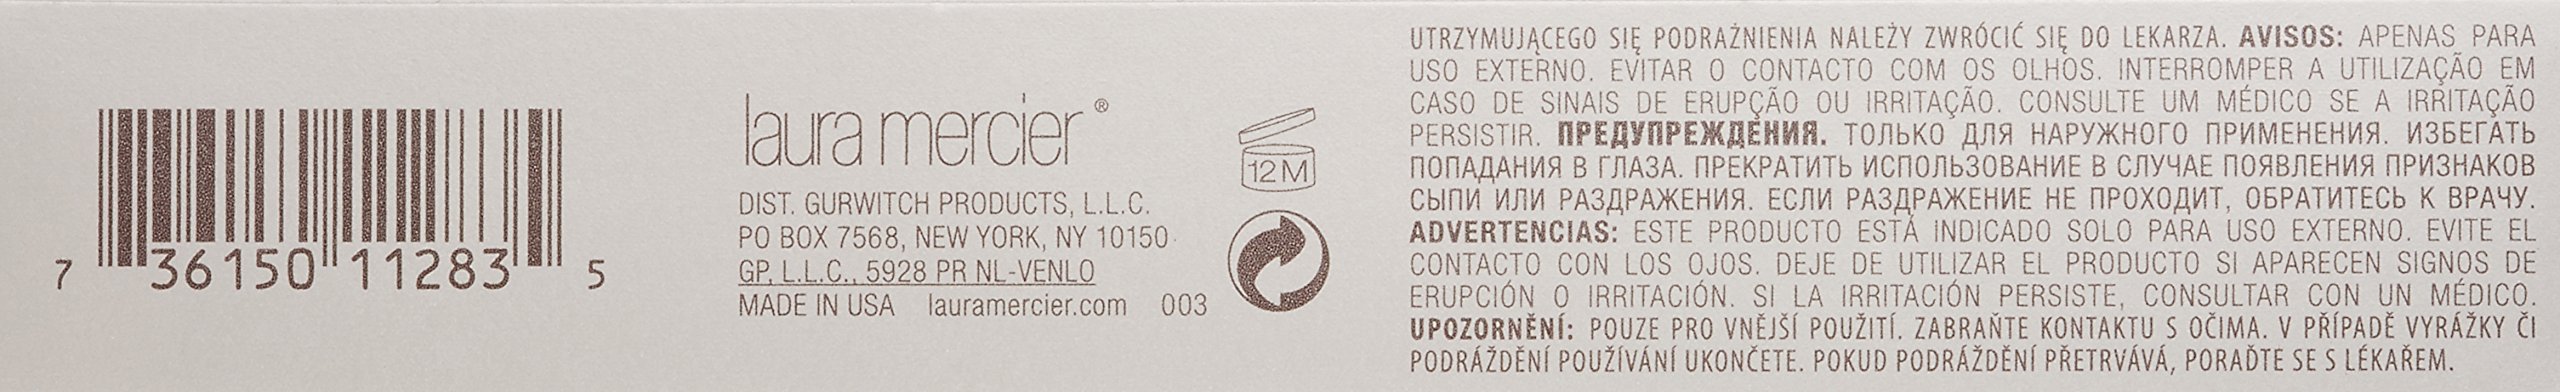 7 36150 11283 5
laura mercier®
DIST. GURWITCH PRODUCTS, L.L.C.
PO BOX 7568, NEW YORK, NY 10150
GP, L.L.C., 5928 PR NL-VENLO
MADE IN USA lauramercier.com 003
12M
UTRZYMUJĄCEGO SIĘ PODRAŻNIENIA NALEŻY ZWRÓCIĆ SIĘ DO LEKARZA. AVISOS: APENAS PARA
USO EXTERNO. EVITAR O CONTACTO COM OS OLHOS. INTERROMPER A UTILIZAÇÃO EM
CASO DE SINAIS DE ERUPÇÃO OU IRRITAÇÃO. CONSULTE UM MÉDICO SE A IRRITAÇÃO
PERSISTIR. ПРЕДУПРЕЖДЕНИЯ. ТОЛЬКО ДЛЯ НАРУЖНОГО ПРИМЕНЕНИЯ. ИЗБЕГАТЬ
ПОПАДАНИЯ В ГЛАЗА. ПРЕКРАТИТЬ ИСПОЛЬЗОВАНИЕ В СЛУЧАЕ ПОЯВЛЕНИЯ ПРИЗНАКОВ
СЫПИ ИЛИ РАЗДРАЖЕНИЯ. ЕСЛИ РАЗДРАЖЕНИЕ НЕ ПРОХОДИТ, ОБРАТИТЕСЬ К ВРАЧУ.
ADVERTENCIAS: ESTE PRODUCTO ESTÁ INDICADO SOLO PARA USO EXTERNO. EVITE EL
CONTACTO CON LOS OJOS. DEJE DE UTILIZAR EL PRODUCTO SI APARECEN SIGNOS DE
ERUPCIÓN O IRRITACIÓN. SI LA IRRITACIÓN PERSISTE, CONSULTAR CON UN MÉDICO.
UPOZORNĚNÍ: POUZE PRO VNĚJŠÍ POUŽITÍ. ZABRAŇTE KONTAKTU S OČIMA. V PŘÍPADĚ VYRÁŽKY ČI
PODRÁŽDĚNÍ POUŽÍVÁNÍ UKONČETE. POKUD PODRÁŽDĚNÍ PŘETRVÁVÁ, PORAĎTE SE S LÉKAŘEM.